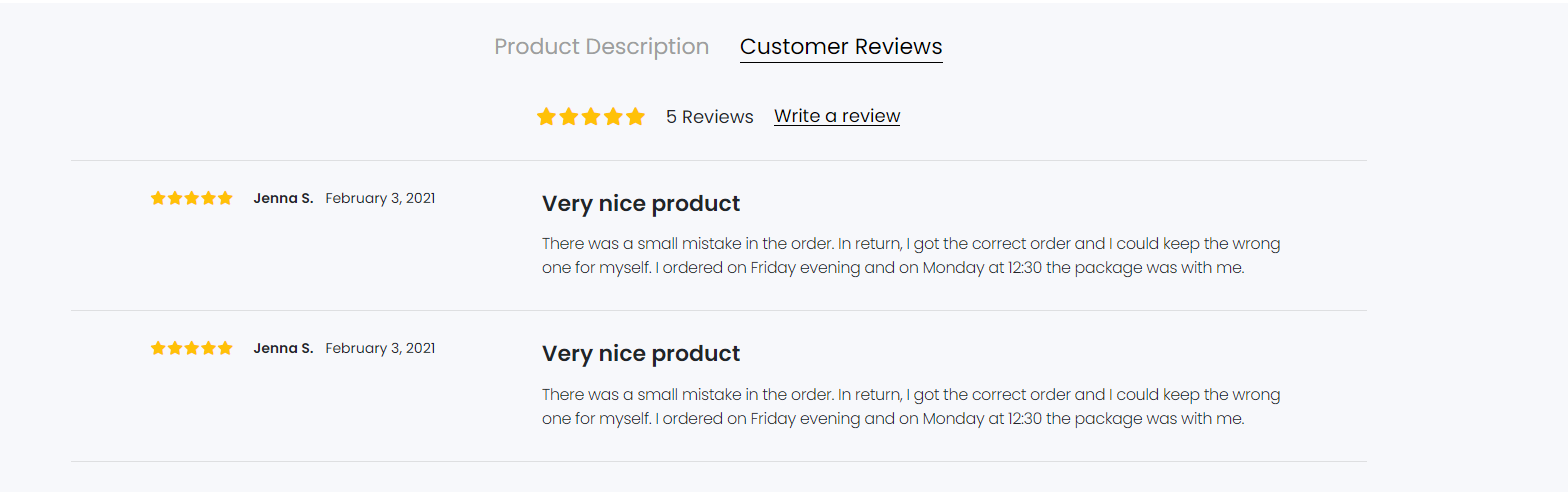 Product Description Customer Reviews
5 Reviews Write a review
Jenna S. February 3, 2021
Very nice product
There was a small mistake in the order. In return, I got the correct order and I could keep the wrong
one for myself. I ordered on Friday evening and on Monday at 12:30 the package was with me.
Jenna S. February 3, 2021
Very nice product
There was a small mistake in the order. In return, I got the correct order and I could keep the wrong
one for myself. I ordered on Friday evening and on Monday at 12:30 the package was with me.